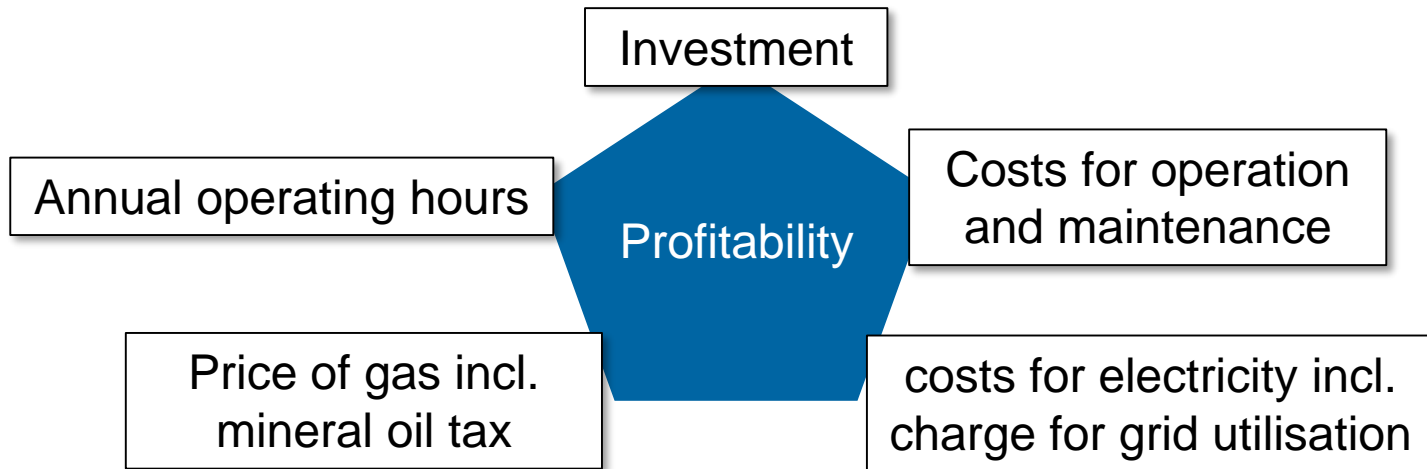 Investment
Annual operating hours
Costs for operation
and maintenance
Profitability
Price of gas incl.
mineral oil tax
costs for electricity incl.
charge for grid utilisation